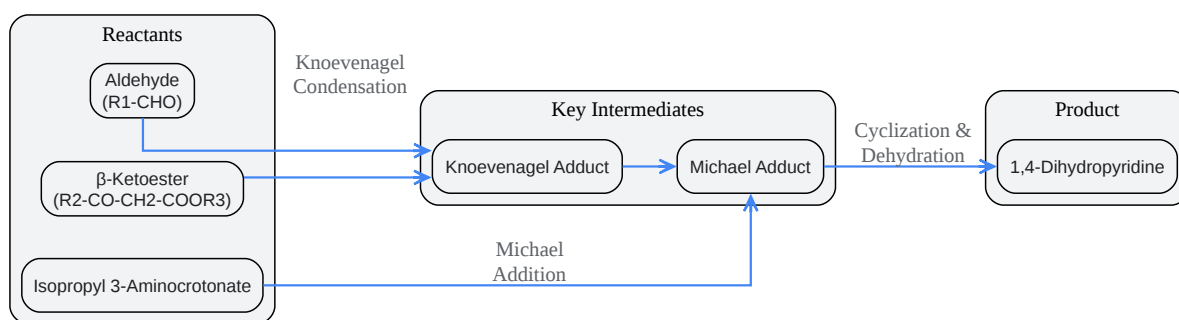 Reactants
Aldehyde
(R1-CHO)
β-Ketoester
(R2-CO-CH2-COOR3)
Isopropyl 3-Aminocrotonate
Knoevenagel
Condensation
Michael
Addition
Key Intermediates
Knoevenagel Adduct
Michael Adduct
Cyclization &
Dehydration
Product
1,4-Dihydropyridine